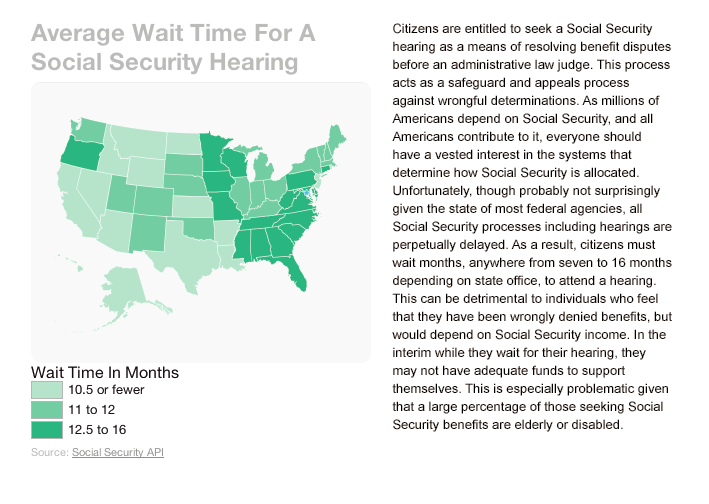 Average Wait Time For A
Social Security Hearing
Wait Time In Months
10.5 or fewer
11 to 12
12.5 to 16
Source: Social Security API
Citizens are entitled to seek a Social Security
hearing as a means of resolving benefit disputes
before an administrative law judge. This process
acts as a safeguard and appeals process
against wrongful determinations. As millions of
Americans depend on Social Security, and all
Americans contribute to it, everyone should
have a vested interest in the systems that
determine how Social Security is allocated.
Unfortunately, though probably not surprisingly
given the state of most federal agencies, all
Social Security processes including hearings are
perpetually delayed. As a result, citizens must
wait months, anywhere from seven to 16 months
depending on state office, to attend a hearing.
This can be detrimental to individuals who feel
that they have been wrongly denied benefits, but
would depend on Social Security income. In the
interim while they wait for their hearing, they
may not have adequate funds to support
themselves. This is especially problematic given
that a large percentage of those seeking Social
Security benefits are elderly or disabled.